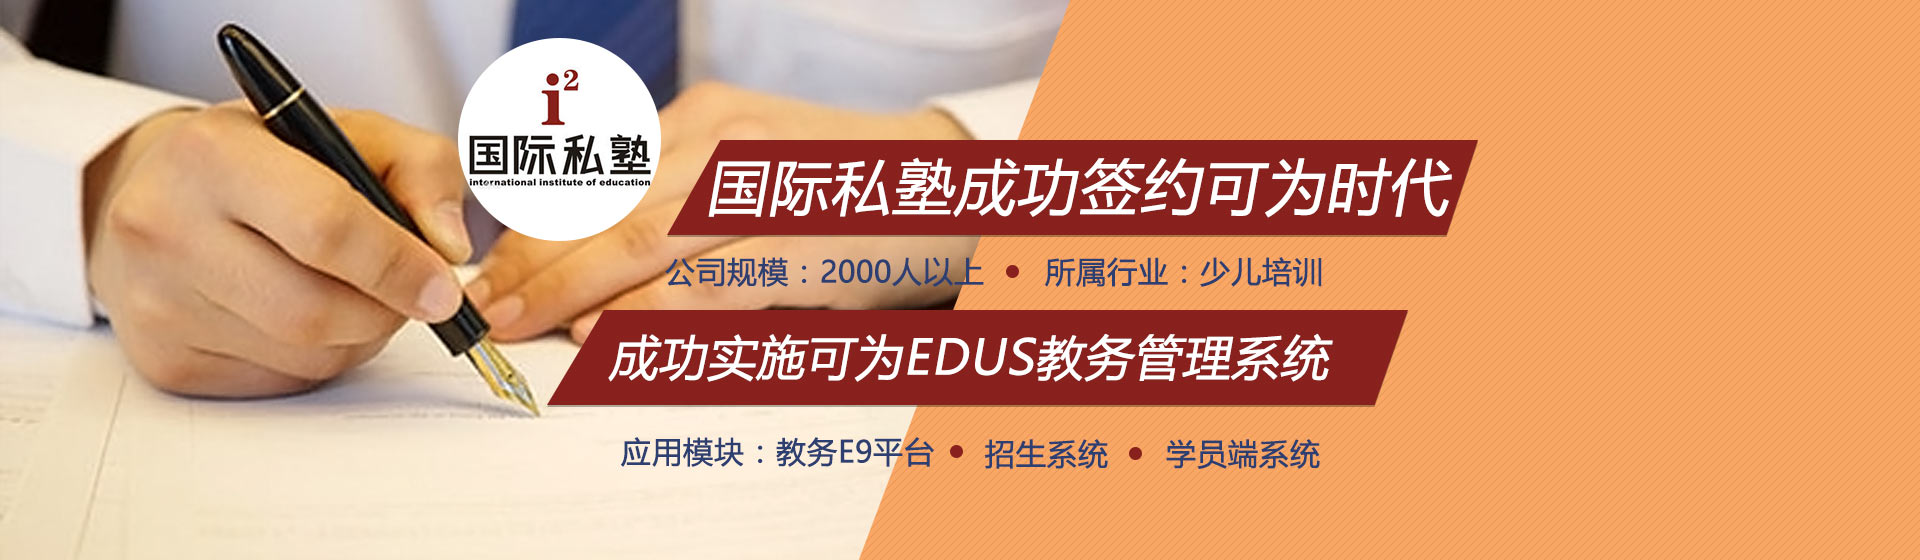 i²
国际私塾
international institute of education
国际私塾成功签约可为时代
公司规模：2000人以上 • 所属行业：少儿培训
成功实施可为EDUS教务管理系统
应用模块：教务E9平台 • 招生系统 • 学员端系统